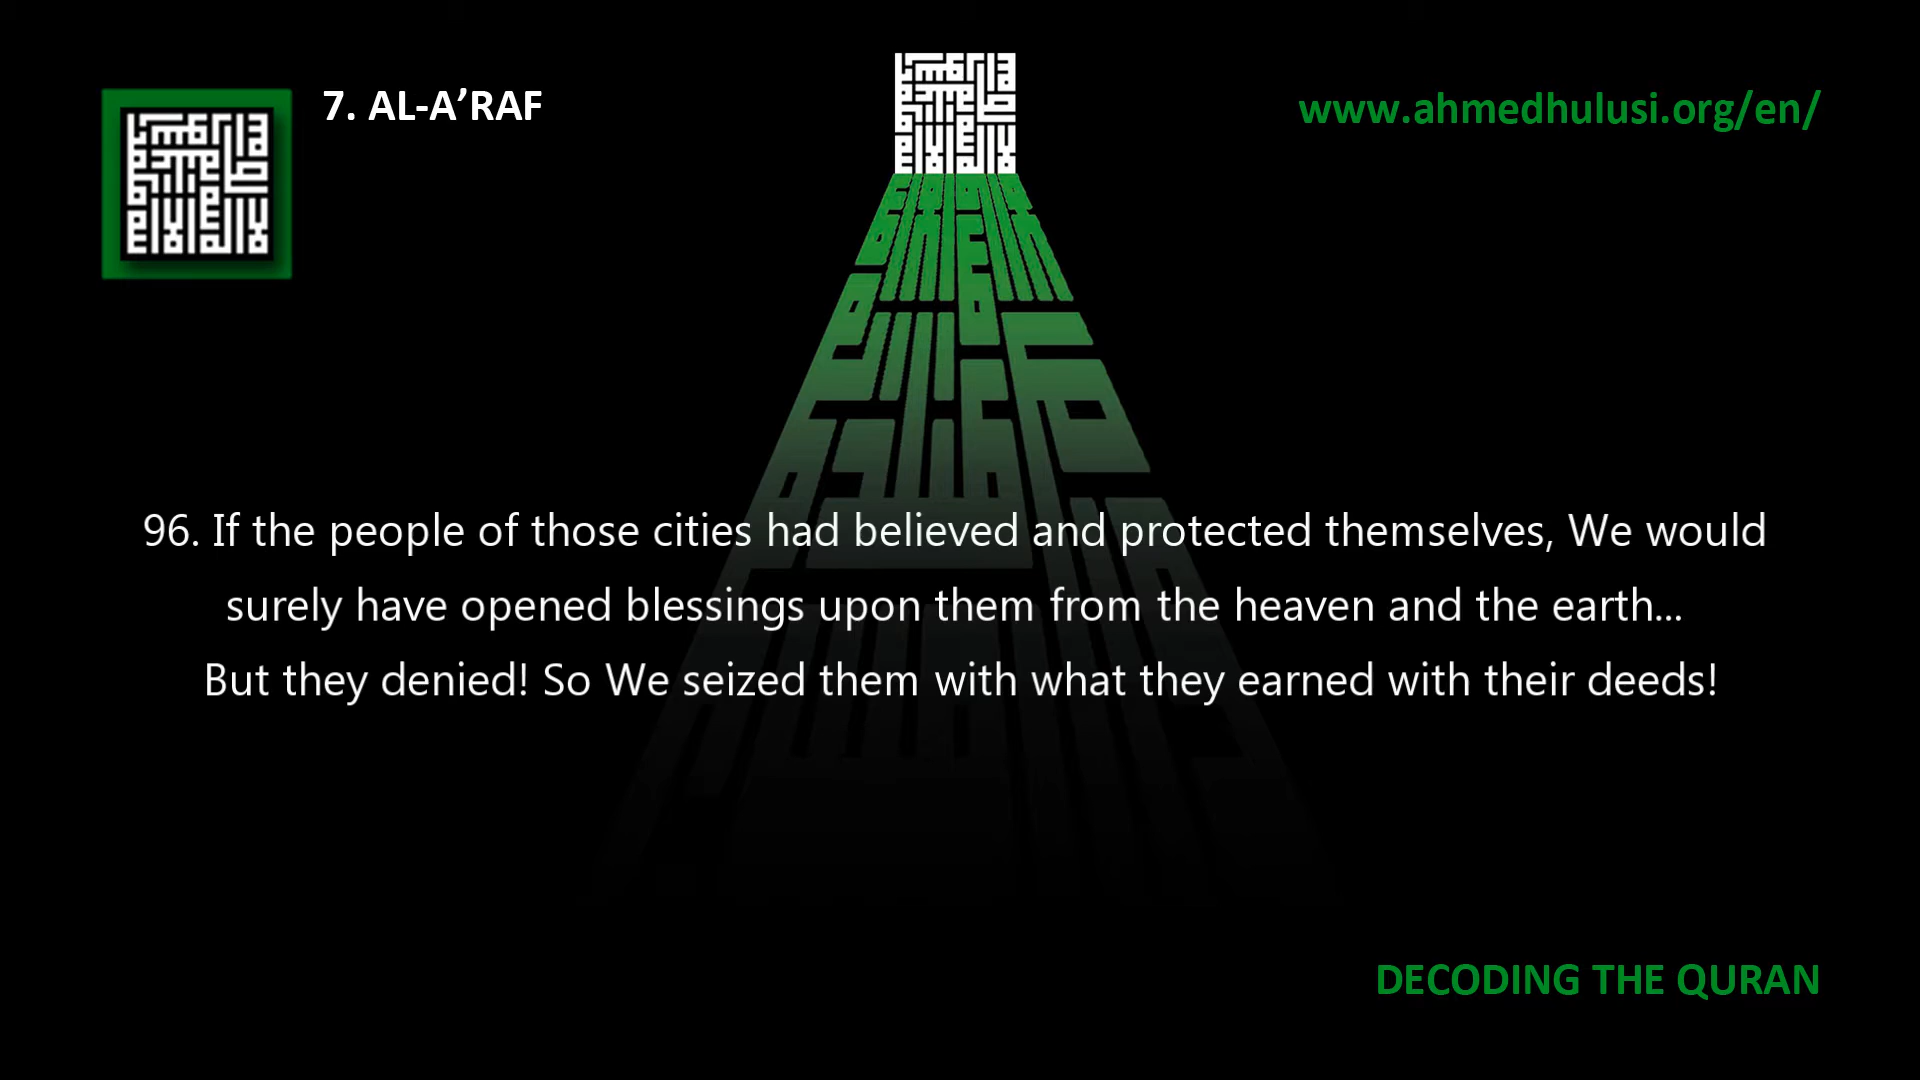 7. AL-A’RAF
www.ahmedhulusi.org/en/
96. If the people of those cities had believed and protected themselves, We would
surely have opened blessings upon them from the heaven and the earth...
But they denied! So We seized them with what they earned with their deeds!
DECODING THE QURAN